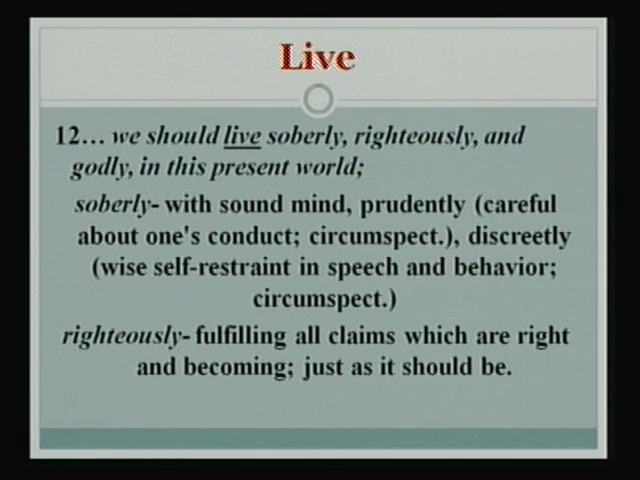 Live
12... we should live soberly, righteously, and
godly, in this present world;
soberly- with sound mind, prudently (careful
about one's conduct; circumspect.), discreetly
(wise self-restraint in speech and behavior;
circumspect.)
righteously- fulfilling all claims which are right
and becoming; just as it should be.